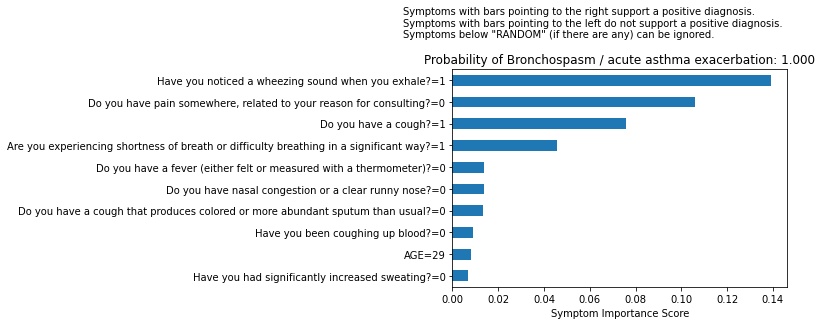 Symptoms with bars pointing to the right support a positive diagnosis.
Symptoms with bars pointing to the left do not support a positive diagnosis.
Symptoms below "RANDOM" (if there are any) can be ignored.
Probability of Bronchospasm / acute asthma exacerbation: 1.000
Have you noticed a wheezing sound when you exhale?=1
Do you have pain somewhere, related to your reason for consulting?=0
Do you have a cough?=1
Are you experiencing shortness of breath or difficulty breathing in a significant way?=1
Do you have a fever (either felt or measured with a thermometer)?=0
Do you have nasal congestion or a clear runny nose?=0
Do you have a cough that produces colored or more abundant sputum than usual?=0
Have you been coughing up blood?=0
AGE=29
Have you had significantly increased sweating?=0
0.00 0.02 0.04 0.06 0.08 0.10 0.12 0.14
Symptom Importance Score